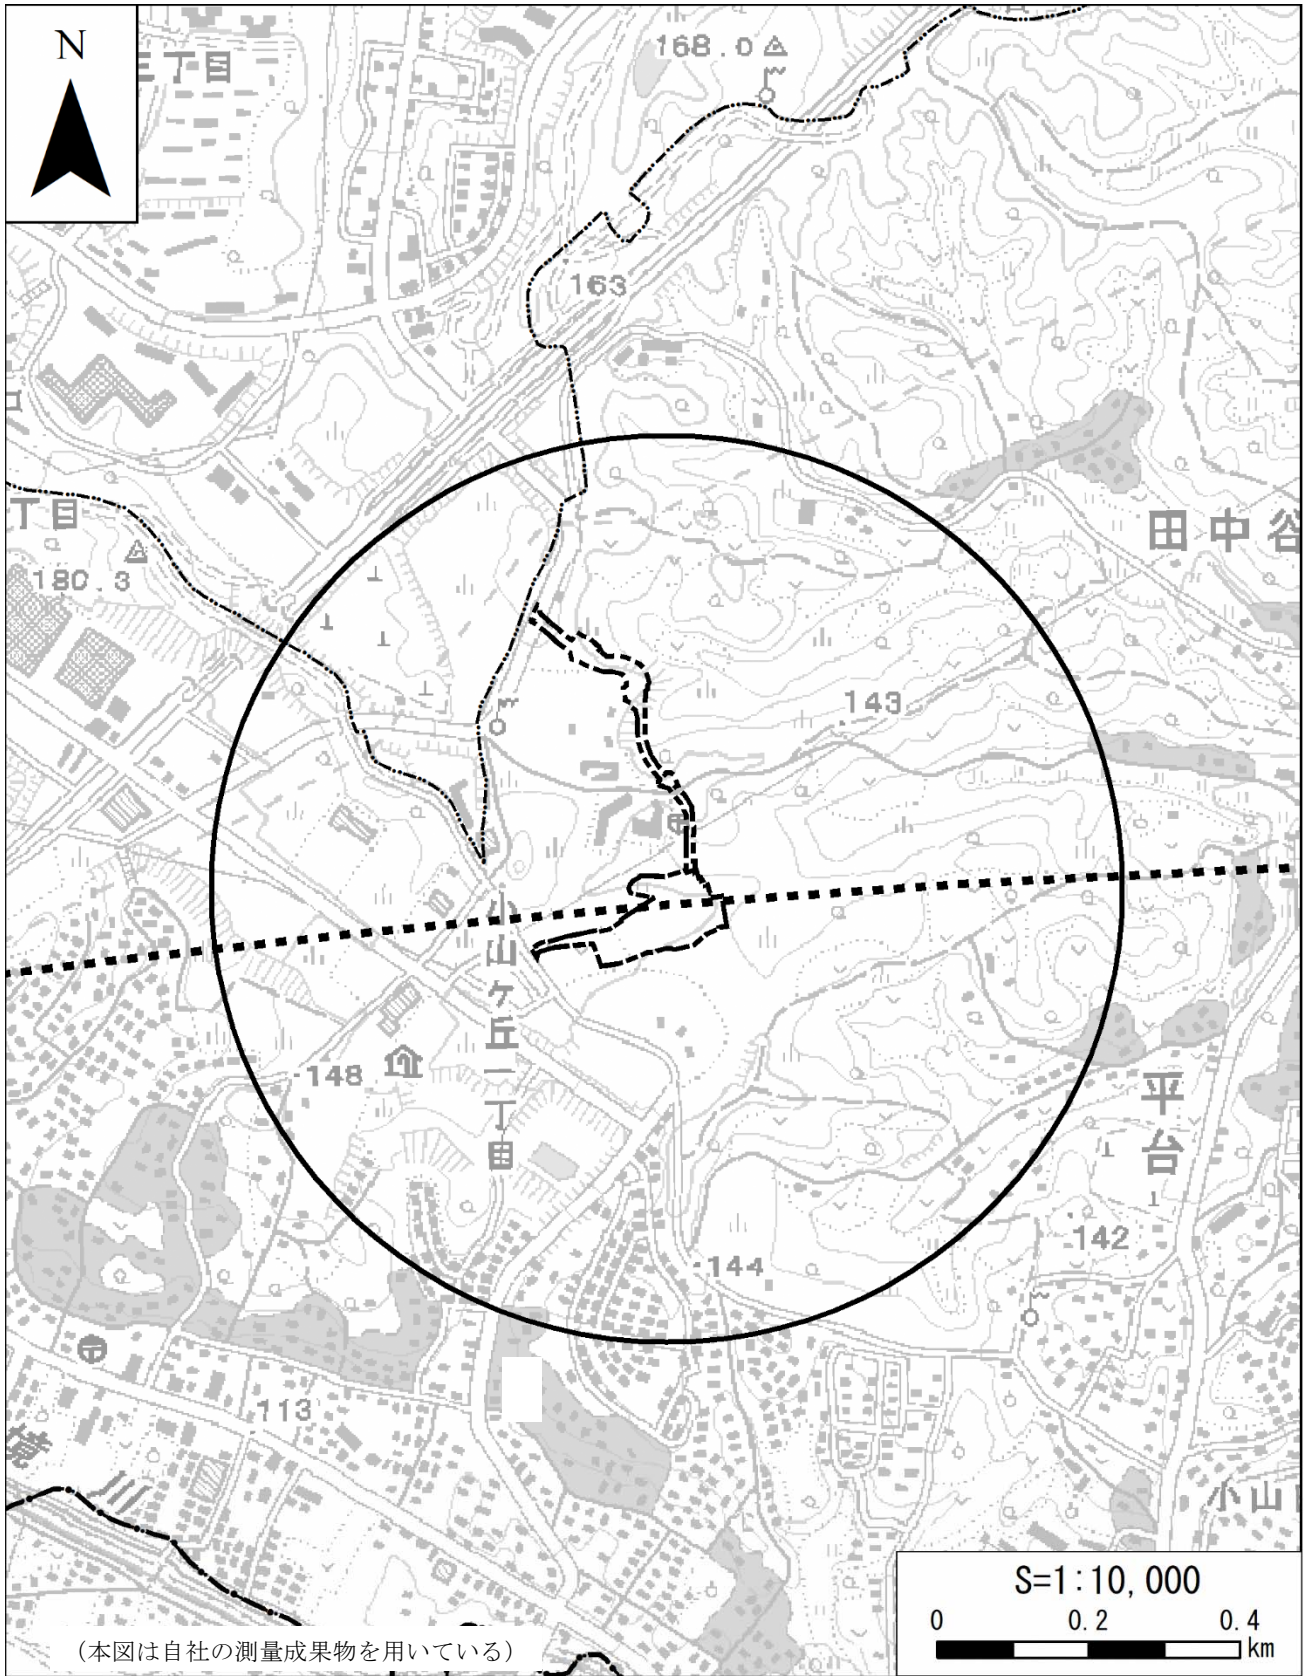 N
三丁目
168.0
163
丁目
180.3
田中谷
143
小山ヶ丘一丁目
148
平台
142
144
113
小山
S=1:10,000
0 0.2 0.4
km
(本図は自社の測量成果物を用いている)